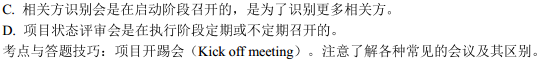 C. 相关方识别会是在启动阶段召开的，是为了识别更多相关方。
D. 项目状态评审会是在执行阶段定期或不定期召开的。
考点与答题技巧：项目开踢会（Kick off meeting）。注意了解各种常见的会议及其区别。